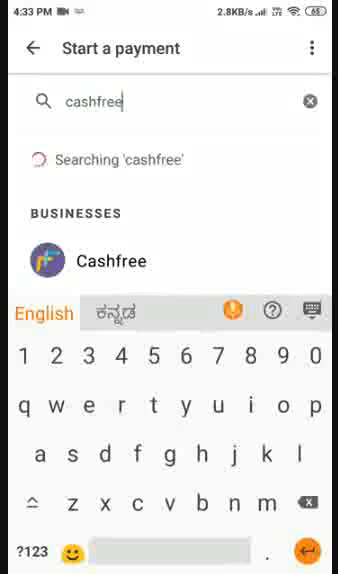 4:33 PM 2.8KB/s 65
Start a payment
cashfree
Searching 'cashfree'
BUSINESSES
Cashfree
English ಕನ್ನಡ
1 2 3 4 5 6 7 8 9 0
q w e r t y u i o p
a s d f g h j k l
z x c v b n m
?123 .